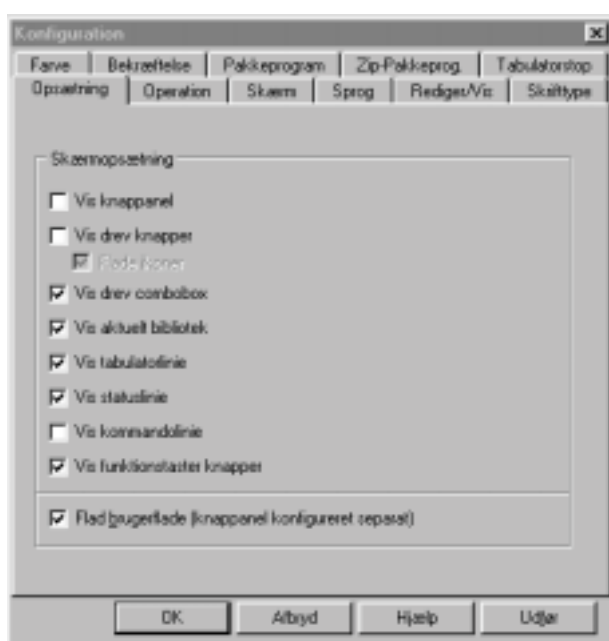 Konfiguration
Farve Bekræftelse Pakkeprogram Zip-Pakkeprog. Tabulatorstop
Opsætning Operation Skærm Sprog Rediger/Vis Skrifttype
Skærmopsætning
Vis knappanel
Vis drev knapper
Flade ikoner
Vis drev combobox
Vis aktuelt bibliotek
Vis tabulatorlinie
Vis statuslinie
Vis kommandolinie
Vis funktionstaster knapper
Flad brugerflade (knappanel konfigureret separat)
OK Afbryd Hjælp Udfør